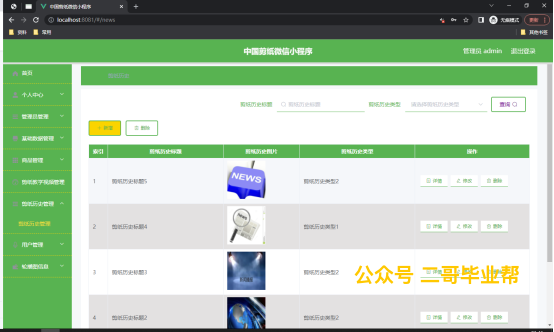 中国剪纸微信小程序
localhost:8081/#/news
无痕模式
更新
资料 常用
其他书签
中国剪纸微信小程序
管理员 admin 退出登录
首页
个人中心
管理员管理
基础数据管理
商品管理
剪纸教学视频管理
剪纸历史管理
剪纸历史管理
用户管理
轮播图信息
剪纸历史标题 剪纸历史标题 剪纸历史类型 请选择剪纸历史类型 查询
新增 删除
索引 剪纸历史标题 剪纸历史图片 剪纸历史类型 操作
1 剪纸历史标题5 NEWS 剪纸历史类型2 详情 修改 删除
2 剪纸历史标题4 剪纸历史类型1 详情 修改 删除
3 剪纸历史标题3 剪纸历史类型2 详情 修改 删除
公众号 二哥毕业帮
4 剪纸历史标题2 剪纸历史类型2 详情 修改 删除